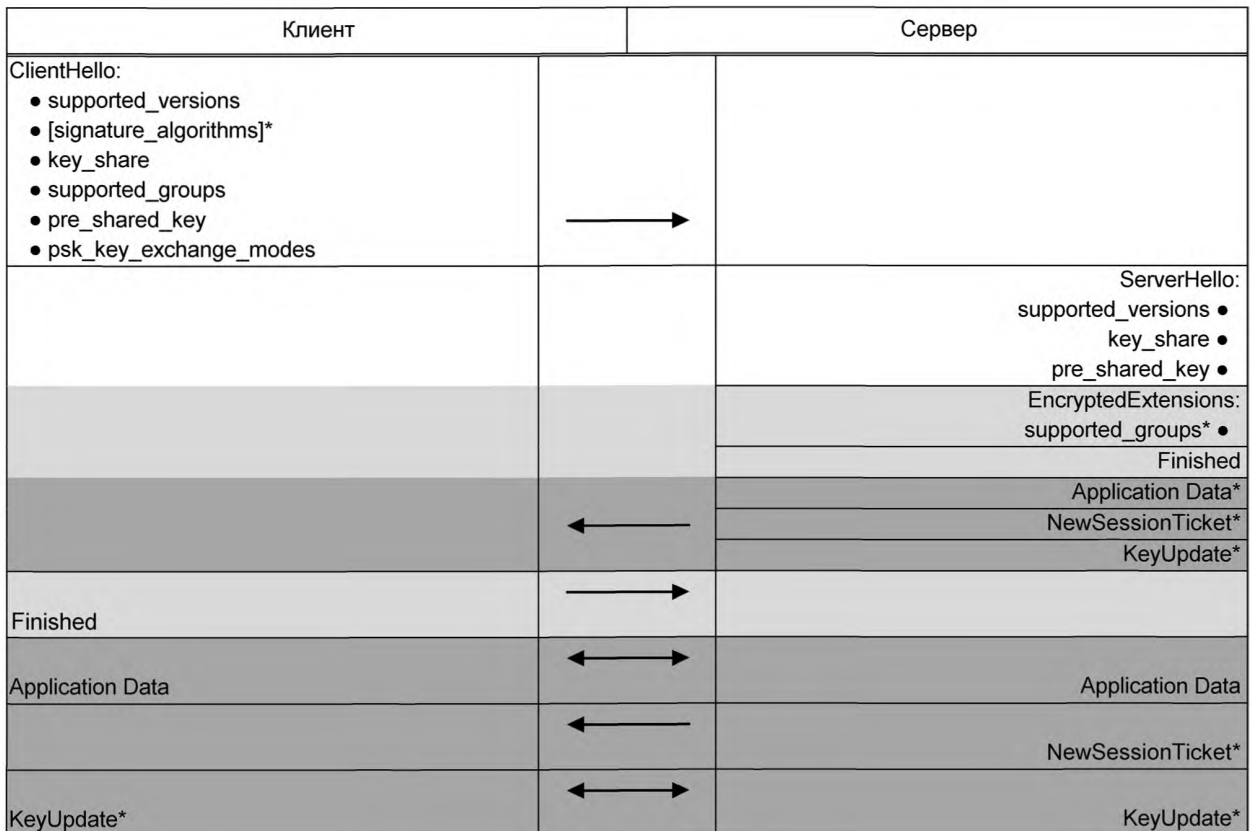 Клиент
Сервер
ClientHello:
● supported_versions
● [signature_algorithms]*
● key_share
● supported_groups
● pre_shared_key
● psk_key_exchange_modes
ServerHello:
supported_versions ●
key_share ●
pre_shared_key ●
EncryptedExtensions:
supported_groups* ●
Finished
Application Data*
NewSessionTicket*
KeyUpdate*
Finished
Application Data
Application Data
NewSessionTicket*
KeyUpdate*
KeyUpdate*